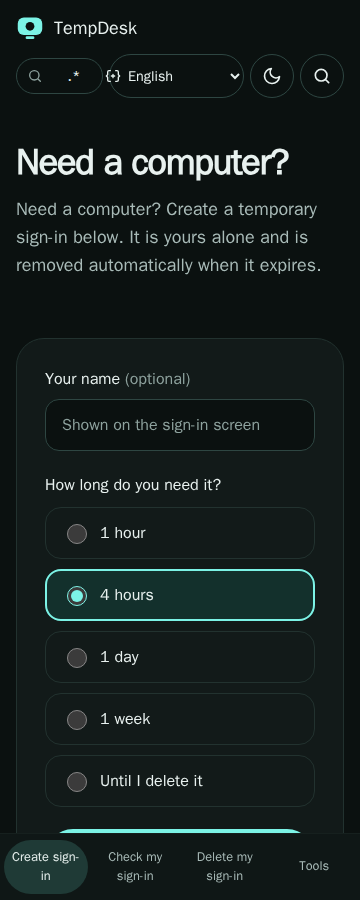 TempDesk
.*
English
Need a computer?
Need a computer? Create a temporary
sign-in below. It is yours alone and is
removed automatically when it expires.
Your name (optional)
Shown on the sign-in screen
How long do you need it?
1 hour
4 hours
1 day
1 week
Until I delete it
Create sign-
in
Check my
sign-in
Delete my
sign-in
Tools